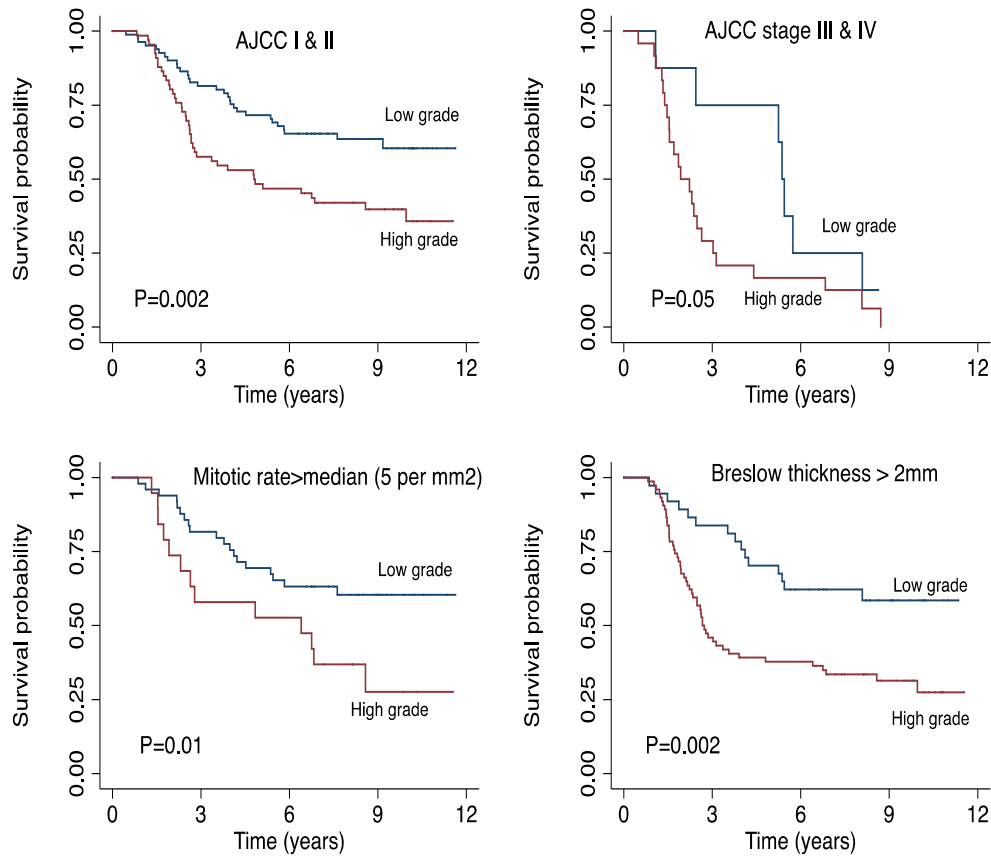 AJCC I & II
Survival probability
1.00
0.75
0.50
0.25
0.00
Low grade
High grade
P=0.002
0 3 6 9 12
Time (years)
AJCC stage III & IV
Survival probability
1.00
0.75
0.50
0.25
0.00
Low grade
High grade
P=0.05
0 3 6 9 12
Time (years)
Mitotic rate>median (5 per mm2)
Survival probability
1.00
0.75
0.50
0.25
0.00
Low grade
High grade
P=0.01
0 3 6 9 12
Time (years)
Breslow thickness > 2mm
Survival probability
1.00
0.75
0.50
0.25
0.00
Low grade
High grade
P=0.002
0 3 6 9 12
Time (years)